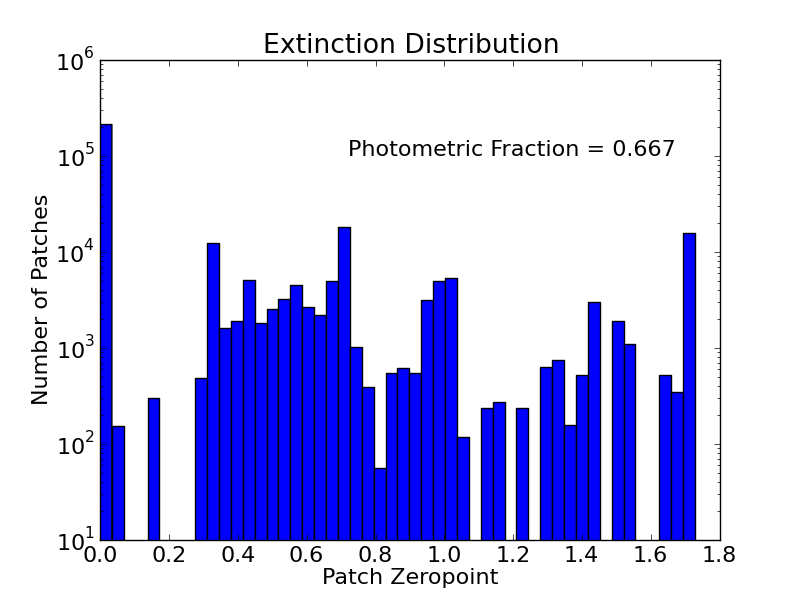 Extinction Distribution
Photometric Fraction = 0.667
Number of Patches
10^6
10^5
10^4
10^3
10^2
10^1
0.0 0.2 0.4 0.6 0.8 1.0 1.2 1.4 1.6 1.8
Patch Zeropoint